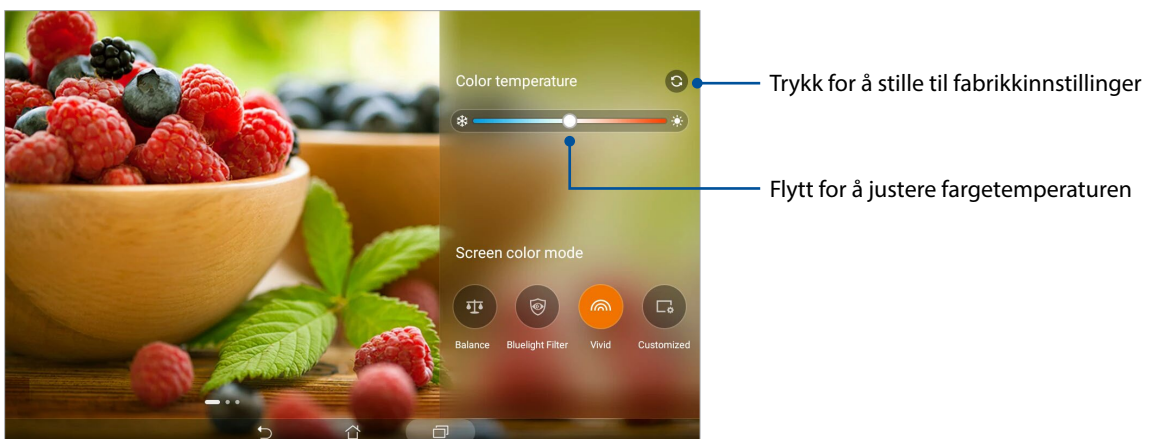 Color temperature
Trykk for å stille til fabrikkinnstillinger
Flytt for å justere fargetemperaturen
Screen color mode
Balance Bluelight Filter Vivid Customized